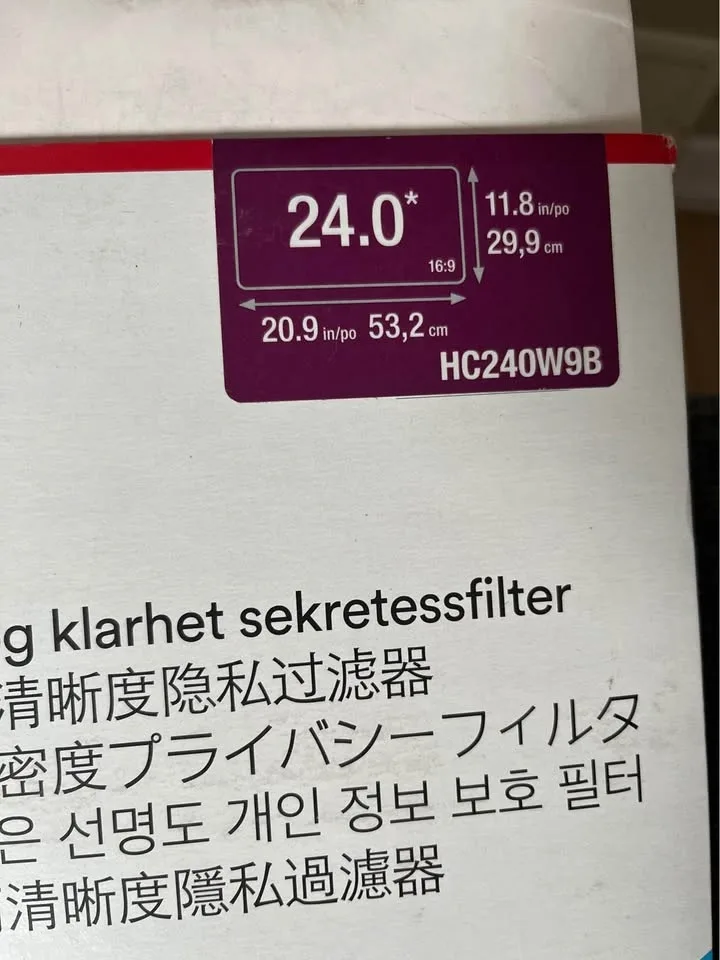 24.0*
16:9
11.8 in/po
29,9 cm
20.9 in/po 53,2 cm
HC240W9B
klarhet sekretessfilter
清晰度隐私过滤器
密度プライバシーフィルタ
은 선명도 개인 정보 보호 필터
清晰度隱私過濾器